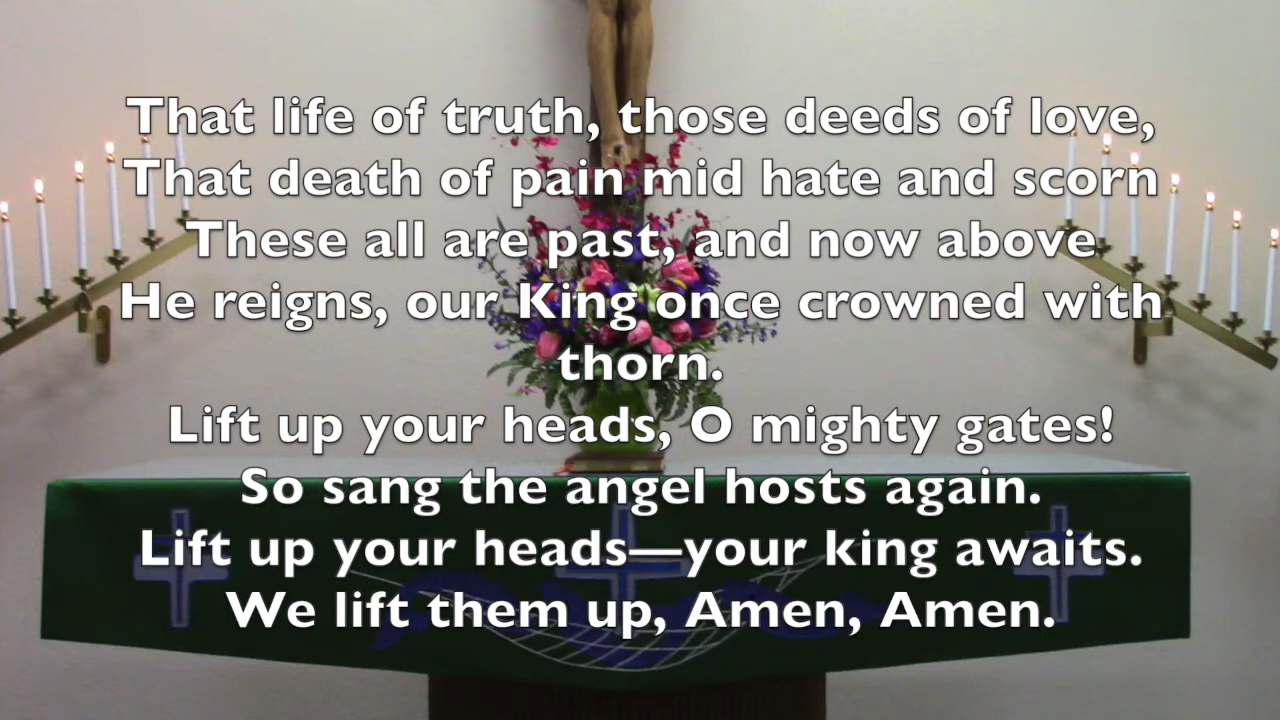 That life of truth, those deeds of love,
That death of pain mid hate and scorn
These all are past, and now above
He reigns, our King once crowned with
thorn.
Lift up your heads, O mighty gates!
So sang the angel hosts again.
Lift up your heads—your king awaits.
We lift them up, Amen, Amen.